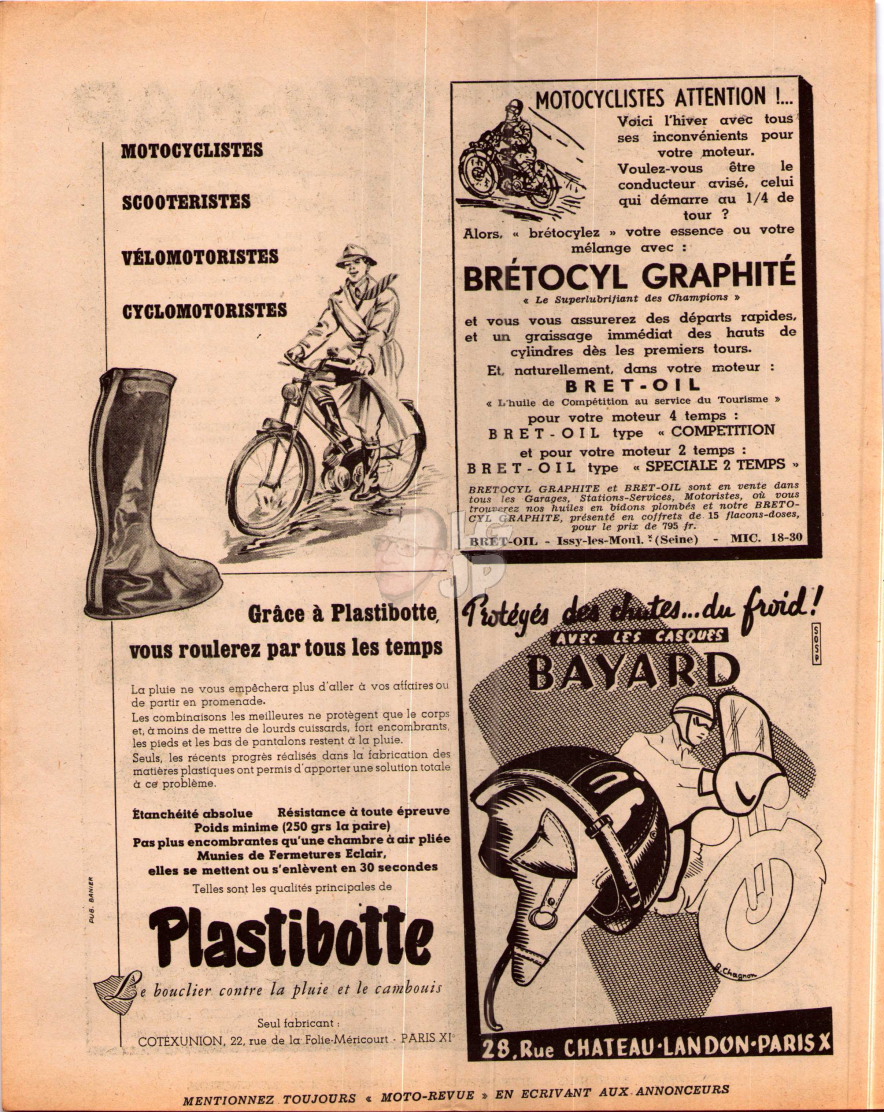 MOTOCYCLISTES
SCOOTERISTES
VÉLOMOTORISTES
CYCLOMOTORISTES
Grâce à Plastibotte,
vous roulerez par tous les temps
La pluie ne vous empêchera plus d'aller à vos affaires ou
de partir en promenade.
Les combinaisons les meilleures ne protègent que le corps
et, à moins de mettre de lourds cuissards, fort encombrants,
les pieds et les bas de pantalons restent à la pluie.
Seuls, les récents progrès réalisés dans la fabrication des
matières plastiques ont permis d'apporter une solution totale
à ce problème.
Étanchéité absolue Résistance à toute épreuve
Poids minime (250 grs la paire)
Pas plus encombrantes qu'une chambre à air pliée
Munies de Fermetures Eclair,
elles se mettent ou s'enlèvent en 30 secondes
Telles sont les qualités principales de
Plastibotte
Le bouclier contre la pluie et le cambouis
Seul fabricant :
COTEXUNION, 22, rue de la Folie-Méricourt - PARIS XIe
PUB. BANIER
MOTOCYCLISTES ATTENTION !...
Voici l'hiver avec tous
ses inconvénients pour
votre moteur.
Voulez-vous être le
conducteur avisé, celui
qui démarre au 1/4 de
tour ?
Alors, « brétocylez » votre essence ou votre
mélange avec :
BRÉTOCYL GRAPHITÉ
« Le Superlubrifiant des Champions »
et vous vous assurerez des départs rapides,
et un graissage immédiat des hauts de
cylindres dès les premiers tours.
Et, naturellement, dans votre moteur :
BRET-OIL
« L'huile de Compétition au service du Tourisme »
pour votre moteur 4 temps :
BRET-OIL type « COMPETITION
et pour votre moteur 2 temps :
BRET-OIL type « SPECIALE 2 TEMPS »
BRETOCYL GRAPHITE et BRET-OIL sont en vente dans
tous les Garages, Stations-Services, Motoristes, où vous
trouverez nos huiles en bidons plombés et notre BRETO-
CYL GRAPHITE, présenté en coffrets de 15 flacons-doses,
pour le prix de 795 fr.
BRET-OIL - Issy-les-Moul. x (Seine) - MIC. 18-30
Protégés des chutes...du froid!
AVEC LES CASQUES
BAYARD
SOSP
G. Chagnon
28, Rue CHATEAU-LANDON-PARIS X
MENTIONNEZ TOUJOURS « MOTO-REVUE » EN ECRIVANT AUX ANNONCEURS